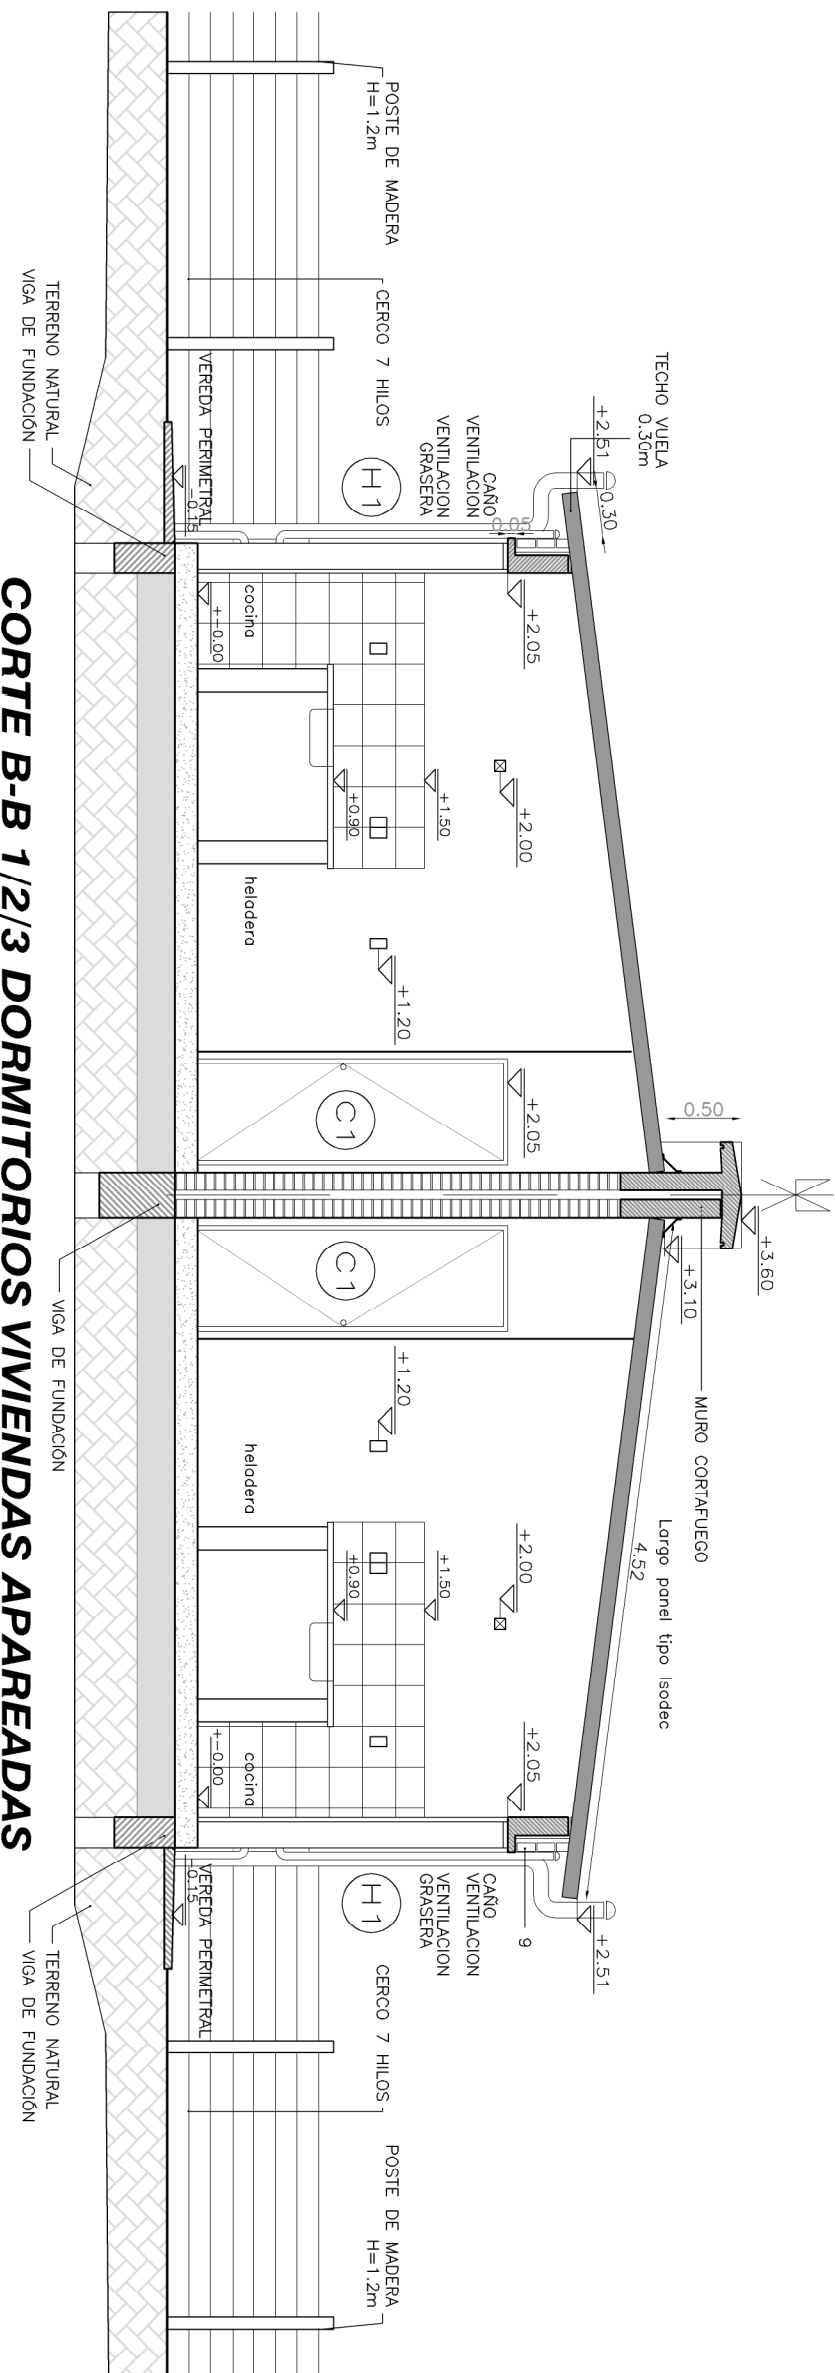 +3.60
0.50
+3.10
MURO CORTAFUEGO
Largo panel tipo Isodec
4.52
TECHO VUELA
0.30m
+2.51
0.30
+2.51
CAÑO
VENTILACION
VENTILACION
GRASERA
0.05
+2.05
+2.00
+2.05
+2.00
+2.05
9
CAÑO
VENTILACION
VENTILACION
GRASERA
POSTE DE MADERA
H=1.2m
CERCO 7 HILOS
H1
+1.50
+0.90
+1.20
C1
C1
+1.20
+1.50
+0.90
H1
CERCO 7 HILOS
POSTE DE MADERA
H=1.2m
VEREDA PERIMETRAL
-0.15
cocina
+-0.00
heladera
heladera
cocina
+-0.00
VEREDA PERIMETRAL
-0.15
TERRENO NATURAL
VIGA DE FUNDACIÓN
VIGA DE FUNDACIÓN
TERRENO NATURAL
VIGA DE FUNDACIÓN
CORTE B-B 1/2/3 DORMITORIOS VIVIENDAS APAREADAS